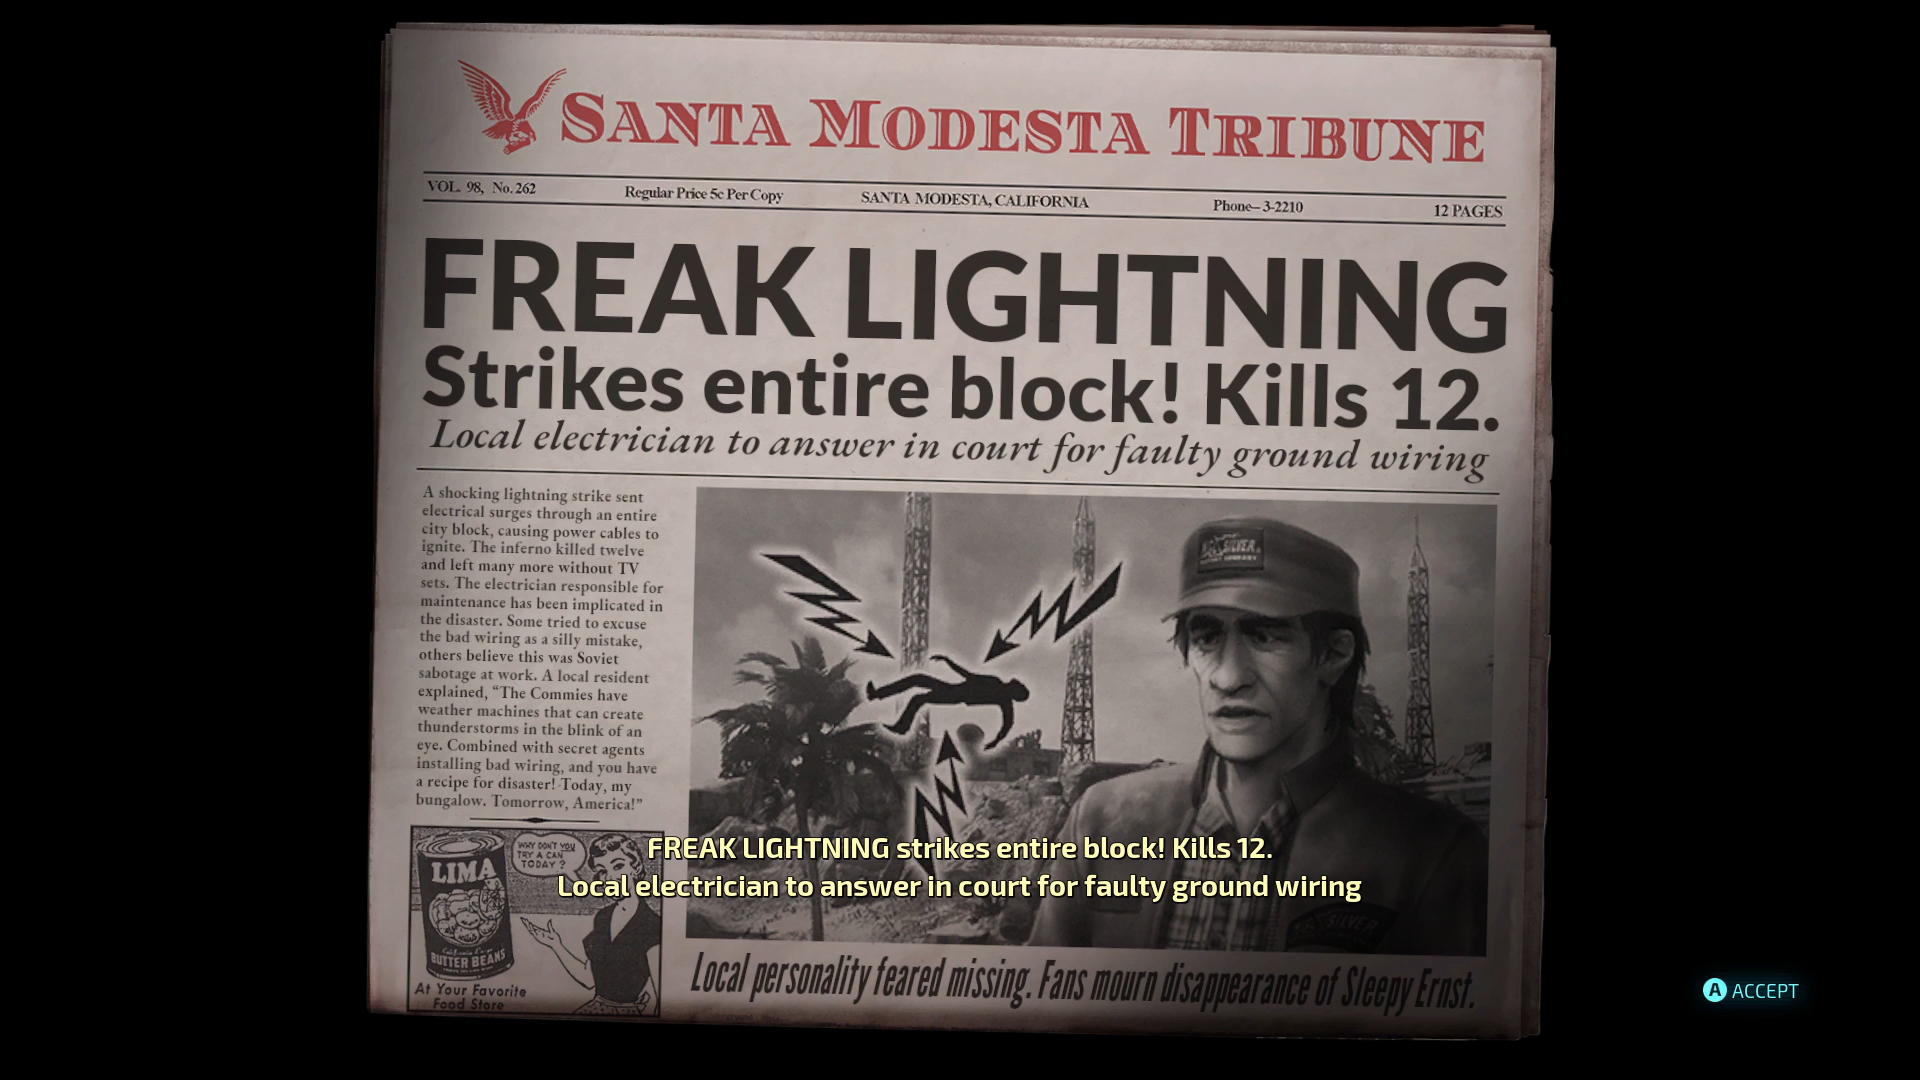 SANTA MODESTA TRIBUNE
VOL. 98, No. 262 Regular Price 5c Per Copy SANTA MODESTA, CALIFORNIA Phone–3-2210 12 PAGES
FREAK LIGHTNING
Strikes entire block! Kills 12.
Local electrician to answer in court for faulty ground wiring
A shocking lightning strike sent
electrical surges through an entire
city block, causing power cables to
ignite. The inferno killed twelve
and left many more without TV
sets. The electrician responsible for
maintenance has been implicated in
the disaster. Some tried to excuse
the bad wiring as a silly mistake,
others believe this was Soviet
sabotage at work. A local resident
explained, “The Commies have
weather machines that can create
thunderstorms in the blink of an
eye. Combined with secret agents
installing bad wiring, and you have
a recipe for disaster! Today, my
bungalow. Tomorrow, America!”
WHY DON'T YOU
TRY A CAN
TODAY?
LIMA
BUTTER BEANS
At Your Favorite
Food Store
SILVER
SILVER
FREAK LIGHTNING strikes entire block! Kills 12.
Local electrician to answer in court for faulty ground wiring
Local personality feared missing. Fans mourn disappearance of Sleepy Ernst.
A ACCEPT